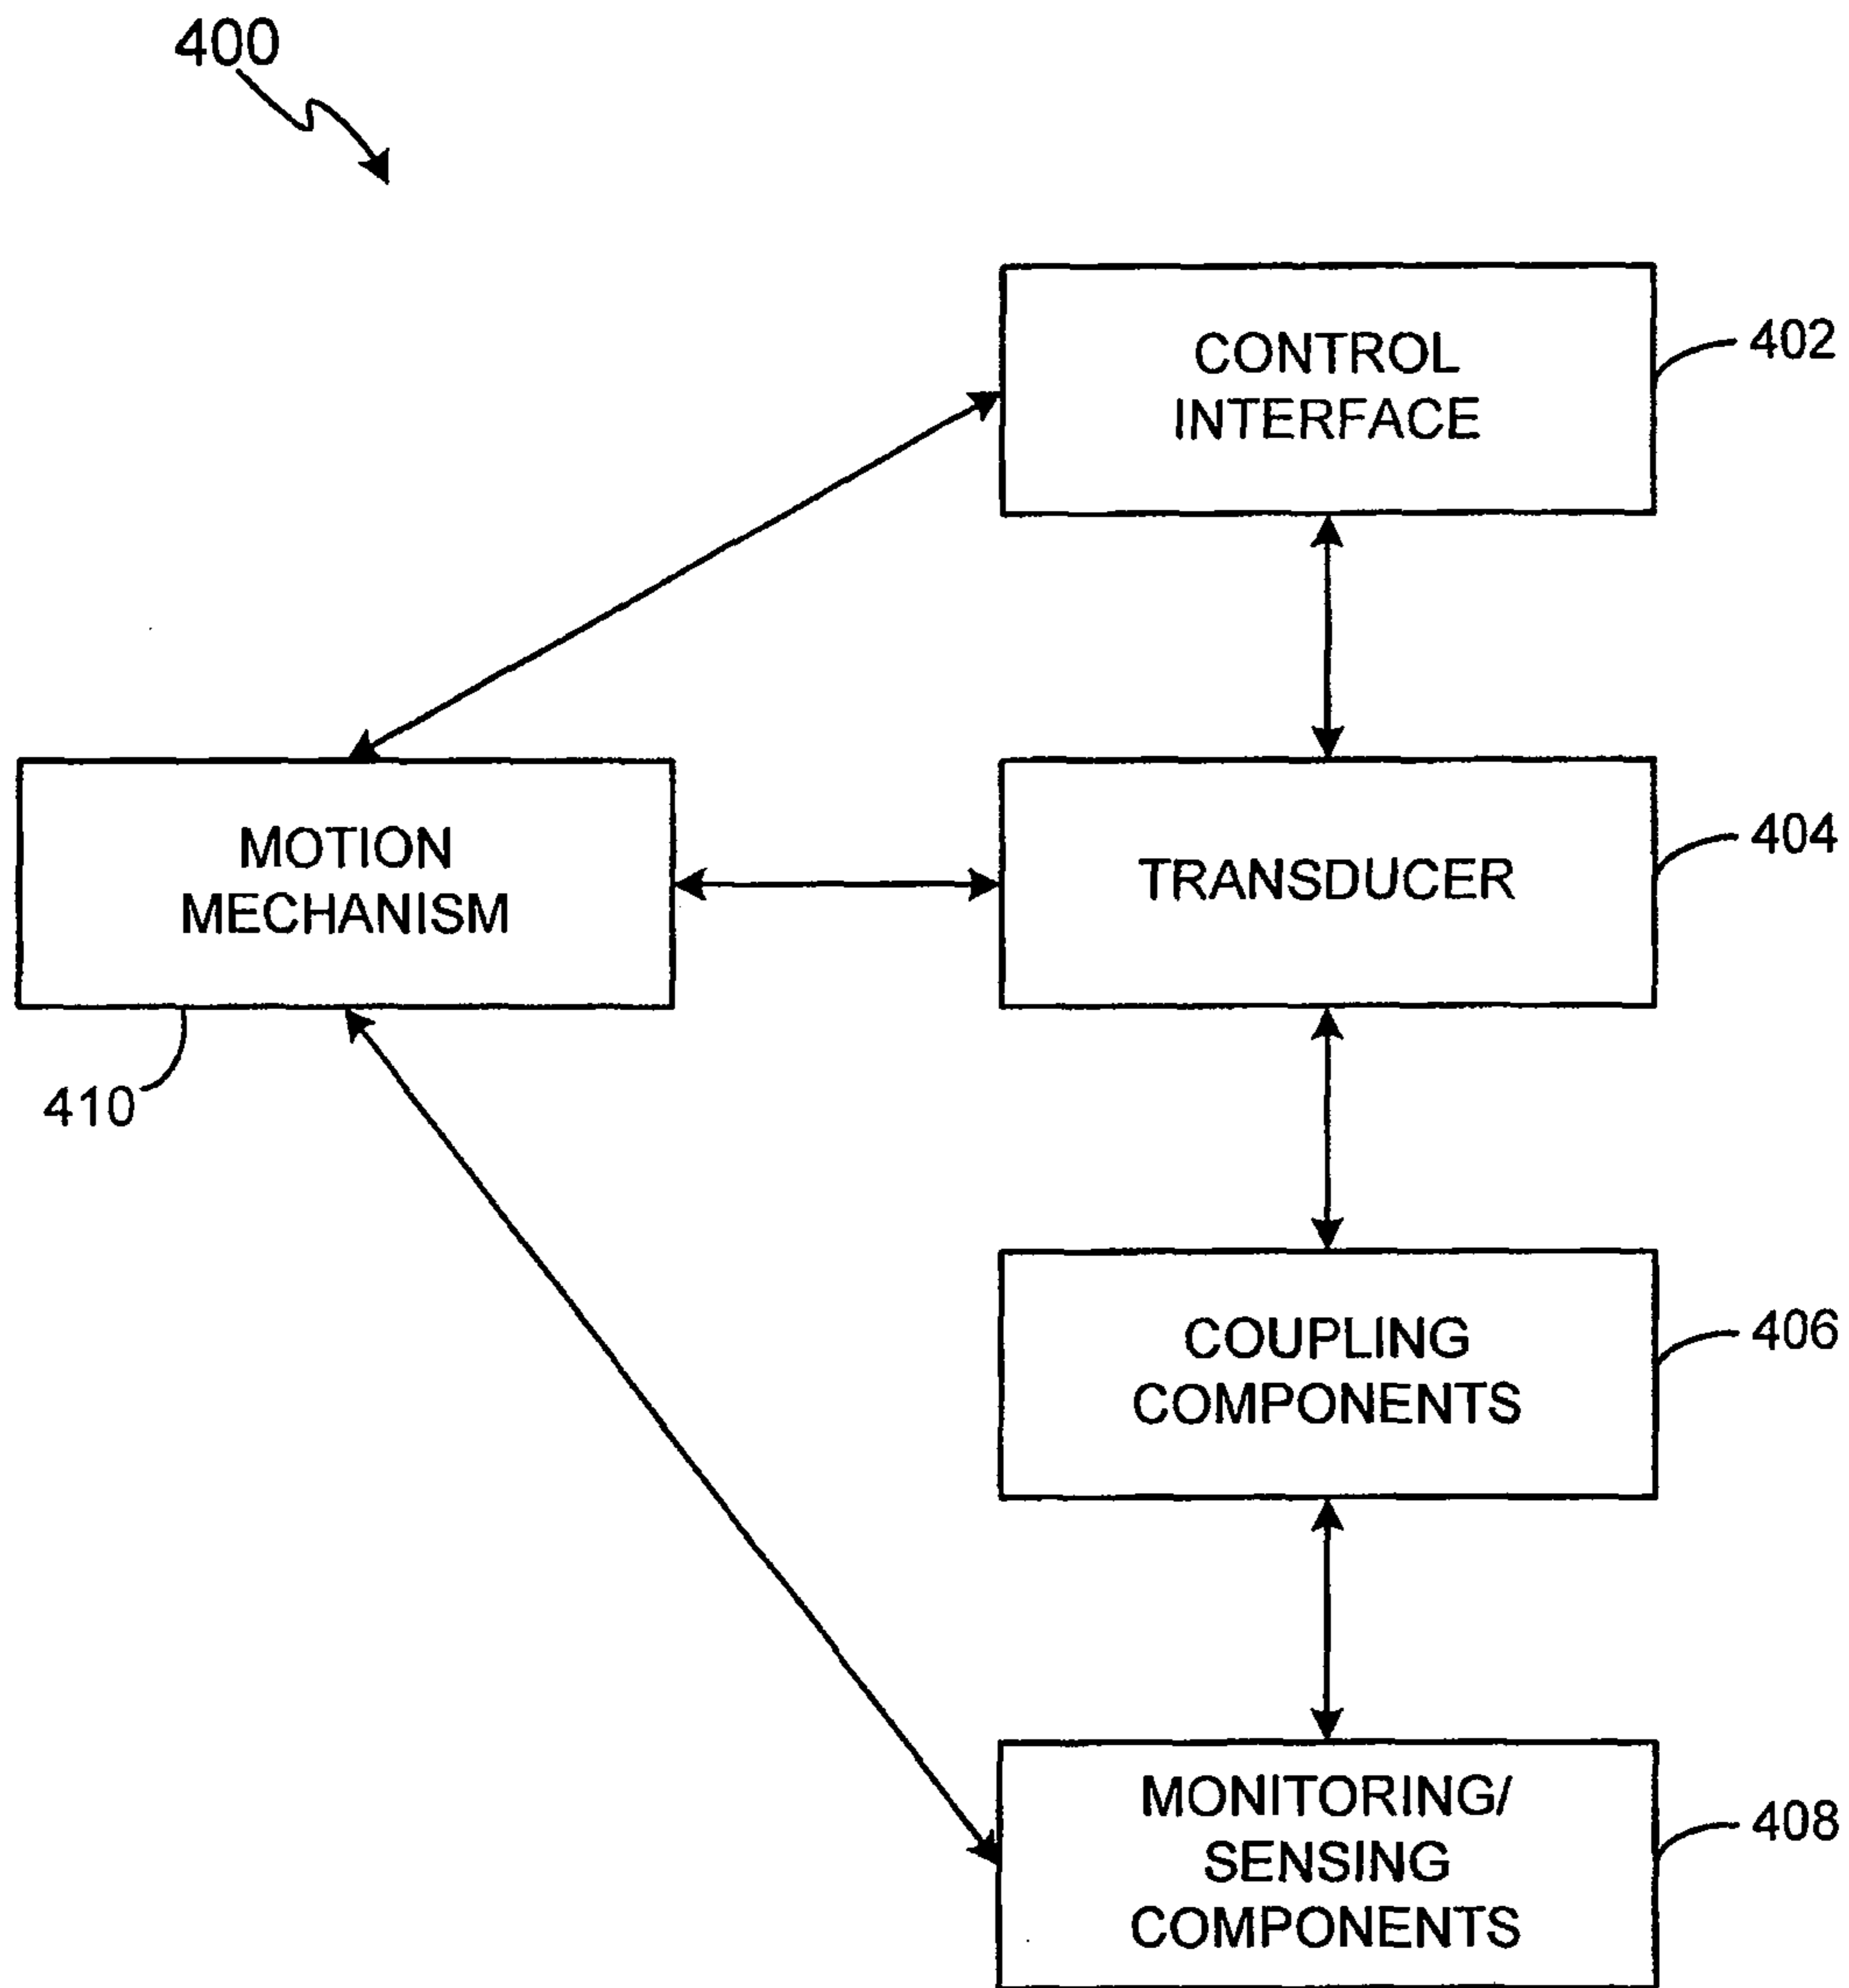 400
CONTROL
INTERFACE
402
MOTION
MECHANISM
410
TRANSDUCER
404
COUPLING
COMPONENTS
406
MONITORING/
SENSING
COMPONENTS
408